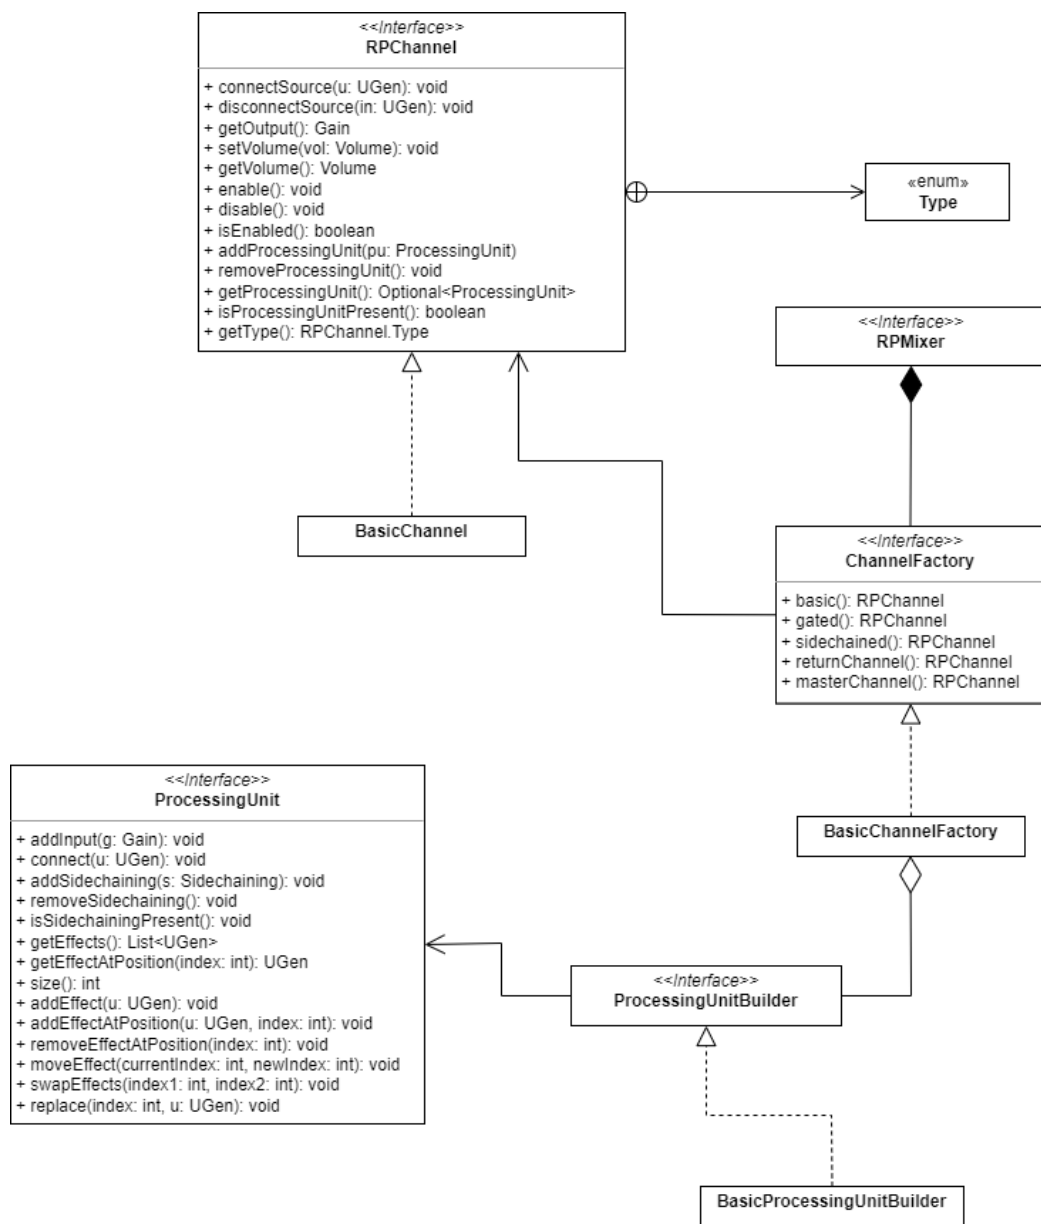 <<Interface>>
RPChannel
+ connectSource(u: UGen): void
+ disconnectSource(in: UGen): void
+ getOutput(): Gain
+ setVolume(vol: Volume): void
+ getVolume(): Volume
+ enable(): void
+ disable(): void
+ isEnabled(): boolean
+ addProcessingUnit(pu: ProcessingUnit)
+ removeProcessingUnit(): void
+ getProcessingUnit(): Optional<ProcessingUnit>
+ isProcessingUnitPresent(): boolean
+ getType(): RPChannel.Type
«enum»
Type
<<Interface>>
RPMixer
BasicChannel
<<Interface>>
ChannelFactory
+ basic(): RPChannel
+ gated(): RPChannel
+ sidechained(): RPChannel
+ returnChannel(): RPChannel
+ masterChannel(): RPChannel
<<Interface>>
ProcessingUnit
+ addInput(g: Gain): void
+ connect(u: UGen): void
+ addSidechaining(s: Sidechaining): void
+ removeSidechaining(): void
+ isSidechainingPresent(): void
+ getEffects(): List<UGen>
+ getEffectAtPosition(index: int): UGen
+ size(): int
+ addEffect(u: UGen): void
+ addEffectAtPosition(u: UGen, index: int): void
+ removeEffectAtPosition(index: int): void
+ moveEffect(currentIndex: int, newIndex: int): void
+ swapEffects(index1: int, index2: int): void
+ replace(index: int, u: UGen): void
BasicChannelFactory
<<Interface>>
ProcessingUnitBuilder
BasicProcessingUnitBuilder